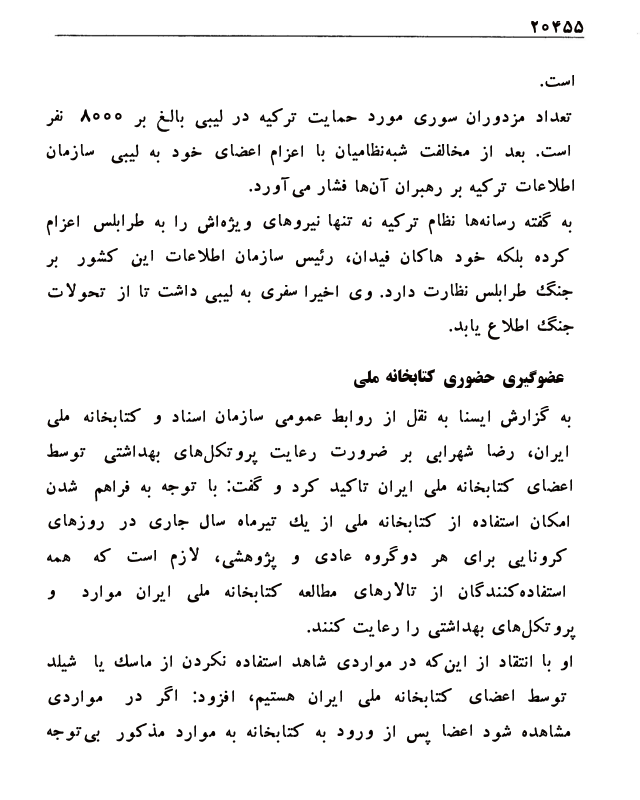 ۲۰۴۵۵
است.
تعداد مزدوران سوری مورد حمایت ترکیه در لیبی بالغ بر ۸۰۰۰ نفر
است. بعد از مخالفت شبه‌نظامیان با اعزام اعضای خود به لیبی سازمان
اطلاعات ترکیه بر رهبران آن‌ها فشار می‌آورد.
به گفته رسانه‌ها نظام ترکیه نه تنها نیروهای ویژه‌اش را به طرابلس اعزام
کرده بلکه خود هاکان فیدان، رئیس سازمان اطلاعات این کشور بر
جنگ طرابلس نظارت دارد. وی اخیرا سفری به لیبی داشت تا از تحولات
جنگ اطلاع یابد.
عضوگیری حضوری کتابخانه ملی
به گزارش ایسنا به نقل از روابط عمومی سازمان اسناد و کتابخانه ملی
ایران، رضا شهرابی بر ضرورت رعایت پروتکل‌های بهداشتی توسط
اعضای کتابخانه ملی ایران تاکید کرد و گفت: با توجه به فراهم شدن
امکان استفاده از کتابخانه ملی از یك تیرماه سال جاری در روزهای
کرونایی برای هر دوگروه عادی و پژوهشی، لازم است که همه
استفاده‌کنندگان از تالارهای مطالعه کتابخانه ملی ایران موارد و
پروتکل‌های بهداشتی را رعایت کنند.
او با انتقاد از این‌که در مواردی شاهد استفاده نکردن از ماسك یا شیلد
توسط اعضای کتابخانه ملی ایران هستیم، افزود: اگر در مواردی
مشاهده شود اعضا پس از ورود به کتابخانه به موارد مذکور بی‌توجه